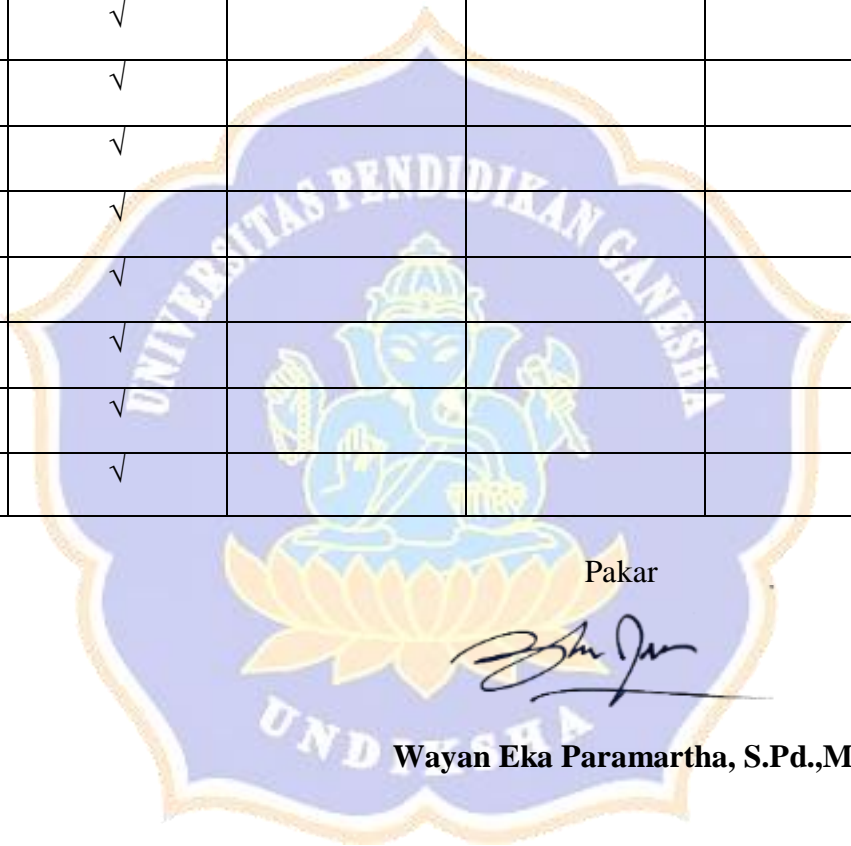 √
√
√
√
√
√
√
√
UNIVERSITAS PENDIDIKAN GANESHA
UNDIKSHA
Pakar
Wayan Eka Paramartha, S.Pd.,M